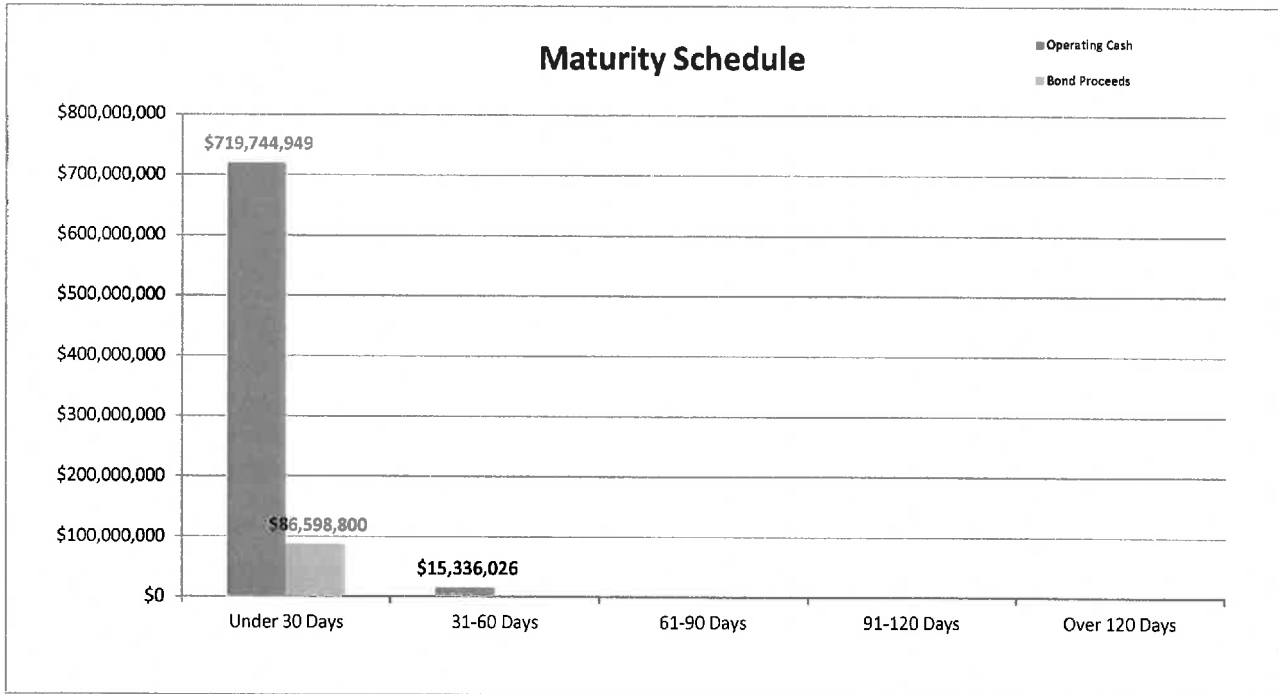 Maturity Schedule
Operating Cash
Bond Proceeds
$800,000,000
$719,744,949
$700,000,000
$600,000,000
$500,000,000
$400,000,000
$300,000,000
$200,000,000
$86,598,800
$100,000,000
$15,336,026
$0
Under 30 Days
31-60 Days
61-90 Days
91-120 Days
Over 120 Days